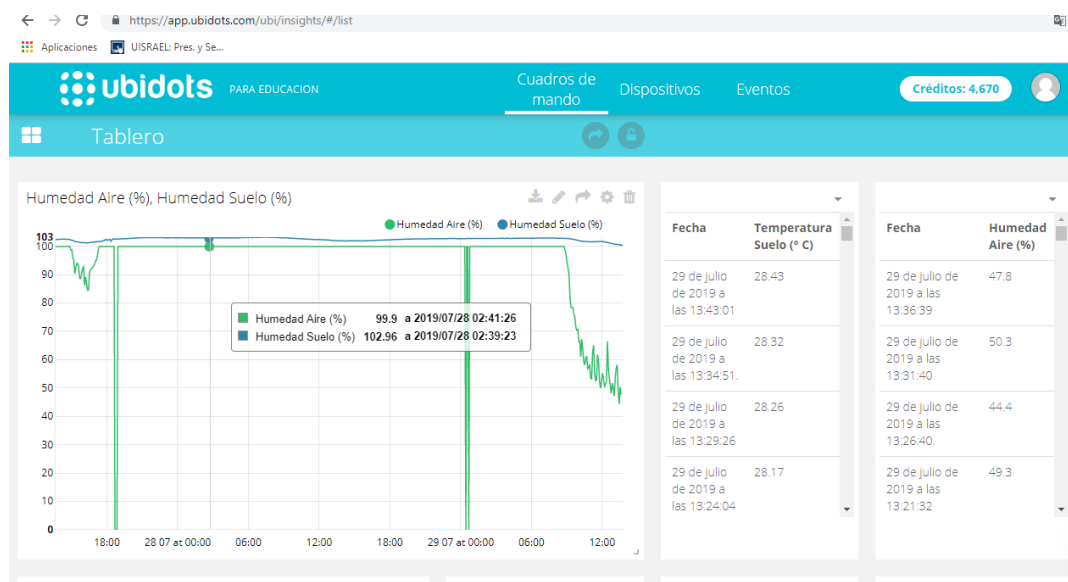 https://app.ubidots.com/ubi/insights/#/list
Aplicaciones
UISRAEL: Pres. y Se...
ubidots
PARA EDUCACION
Cuadros de
mando
Dispositivos
Eventos
Créditos: 4,670
Tablero
Humedad Aire (%), Humedad Suelo (%)
Humedad Aire (%) Humedad Suelo (%)
103
100
90
80
70
60
50
40
30
20
10
0
Humedad Aire (%) 99.9 a 2019/07/28 02:41:26
Humedad Suelo (%) 102.96 a 2019/07/28 02:39:23
18:00 28 07 at 00:00 06:00 12:00 18:00 29 07 at 00:00 06:00 12:00
Fecha Temperatura
Suelo (º C)
29 de julio 28.43
de 2019 a
las 13:43:01
29 de julio 28.32
de 2019 a
las 13:34:51.
29 de julio 28.26
de 2019 a
las 13:29:26
29 de julio 28.17
de 2019 a
las 13:24:04
Fecha Humedad
Aire (%)
29 de julio de 47.8
2019 a las
13:36:39
29 de julio de 50.3
2019 a las
13:31:40
29 de julio de 44.4
2019 a las
13:26:40.
29 de julio de 49.3
2019 a las
13:21:32